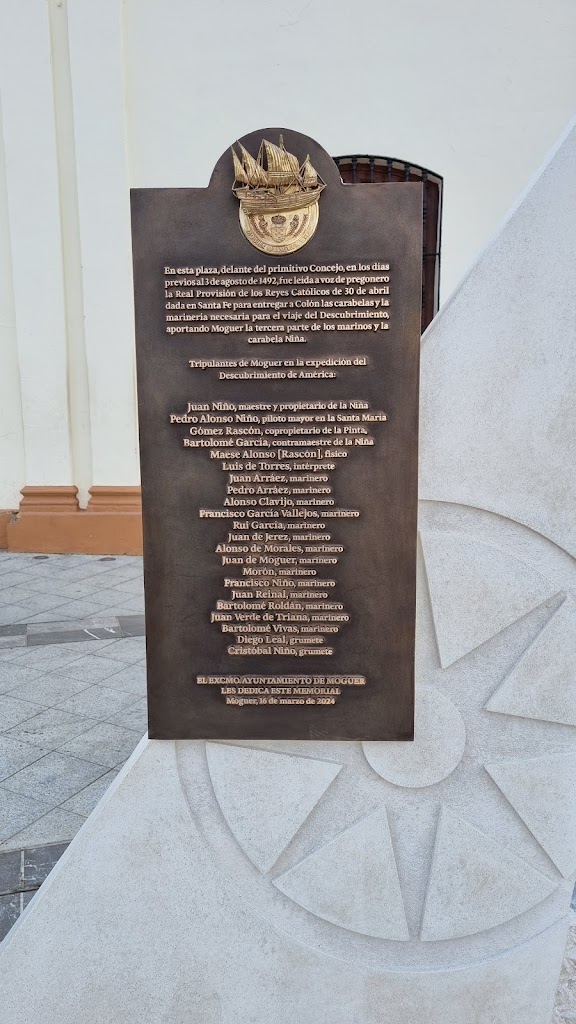 En esta plaza, delante del primitivo Concejo, en los días
previos al 3 de agosto de 1492, fue leída a voz de pregonero
la Real Provisión de los Reyes Católicos de 30 de abril
dada en Santa Fe para entregar a Colón las carabelas y la
marinería necesaria para el viaje del Descubrimiento,
aportando Moguer la tercera parte de los marinos y la
carabela Niña.
Tripulantes de Moguer en la expedición del
Descubrimiento de América:
Juan Niño, maestre y propietario de la Niña
Pedro Alonso Niño, piloto mayor en la Santa María
Gómez Rascón, copropietario de la Pinta,
Bartolomé García, contramaestre de la Niña
Maese Alonso [Rascón], físico
Luis de Torres, intérprete
Juan Arráez, marinero
Pedro Arráez, marinero
Alonso Clavijo, marinero
Francisco García Vallejos, marinero
Rui García, marinero
Juan de Jerez, marinero
Alonso de Morales, marinero
Juan de Moguer, marinero
Morón, marinero
Francisco Niño, marinero
Juan Reinal, marinero
Bartolomé Roldán, marinero
Juan Verde de Triana, marinero
Bartolomé Vivas, marinero
Diego Leal, grumete
Cristóbal Niño, grumete
EL EXCMO AYUNTAMIENTO DE MOGUER
LES DEDICA ESTE MEMORIAL
Moguer, 16 de marzo de 2024